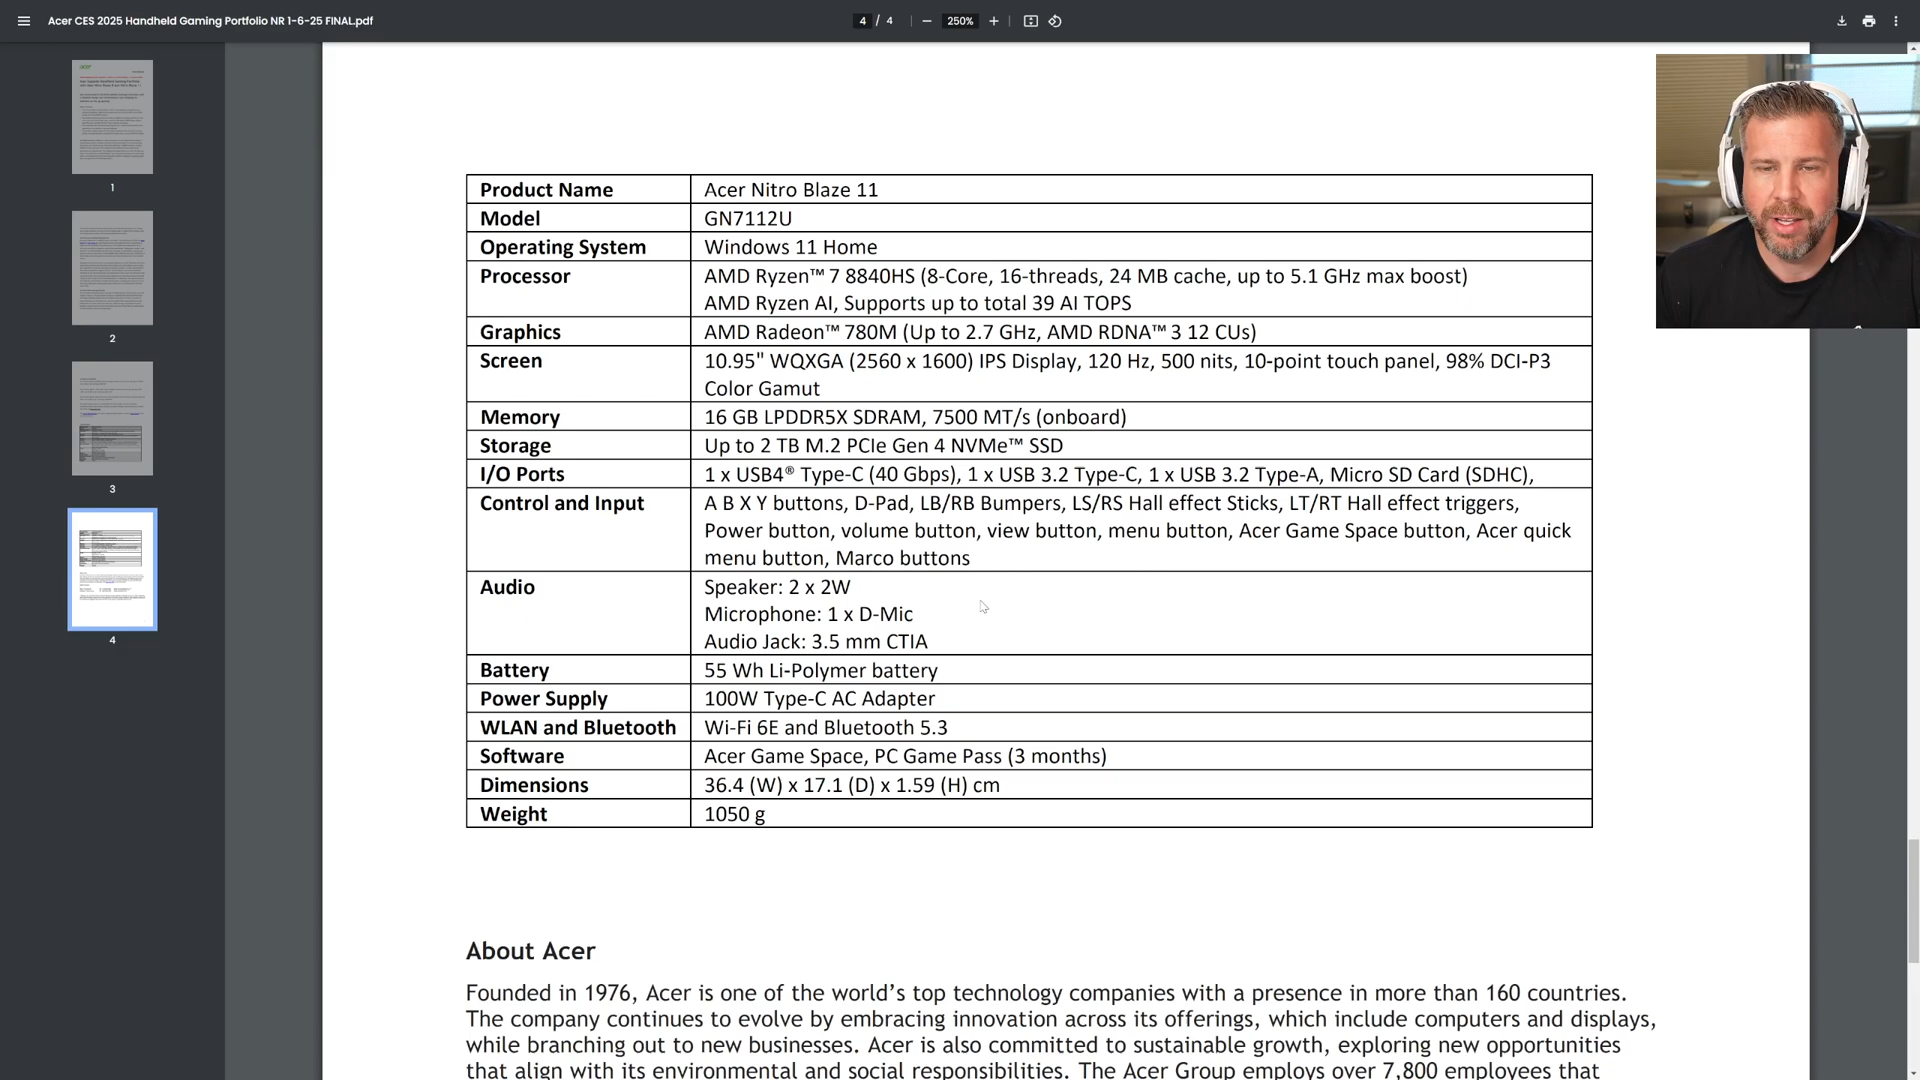 Acer CES 2025 Handheld Gaming Portfolio NR 1-6-25 FINAL.pdf
4 / 4
250%
1
2
3
4
Product Name Acer Nitro Blaze 11
Model GN7112U
Operating System Windows 11 Home
Processor AMD Ryzen™ 7 8840HS (8-Core, 16-threads, 24 MB cache, up to 5.1 GHz max boost)
AMD Ryzen AI, Supports up to total 39 AI TOPS
Graphics AMD Radeon™ 780M (Up to 2.7 GHz, AMD RDNA™ 3 12 CUs)
Screen 10.95" WQXGA (2560 x 1600) IPS Display, 120 Hz, 500 nits, 10-point touch panel, 98% DCI-P3
Color Gamut
Memory 16 GB LPDDR5X SDRAM, 7500 MT/s (onboard)
Storage Up to 2 TB M.2 PCIe Gen 4 NVMe™ SSD
I/O Ports 1 x USB4® Type-C (40 Gbps), 1 x USB 3.2 Type-C, 1 x USB 3.2 Type-A, Micro SD Card (SDHC),
Control and Input A B X Y buttons, D-Pad, LB/RB Bumpers, LS/RS Hall effect Sticks, LT/RT Hall effect triggers,
Power button, volume button, view button, menu button, Acer Game Space button, Acer quick
menu button, Marco buttons
Audio Speaker: 2 x 2W
Microphone: 1 x D-Mic
Audio Jack: 3.5 mm CTIA
Battery 55 Wh Li-Polymer battery
Power Supply 100W Type-C AC Adapter
WLAN and Bluetooth Wi-Fi 6E and Bluetooth 5.3
Software Acer Game Space, PC Game Pass (3 months)
Dimensions 36.4 (W) x 17.1 (D) x 1.59 (H) cm
Weight 1050 g
About Acer
Founded in 1976, Acer is one of the world's top technology companies with a presence in more than 160 countries.
The company continues to evolve by embracing innovation across its offerings, which include computers and displays,
while branching out to new businesses. Acer is also committed to sustainable growth, exploring new opportunities
that align with its environmental and social responsibilities. The Acer Group employs over 7,800 employees that